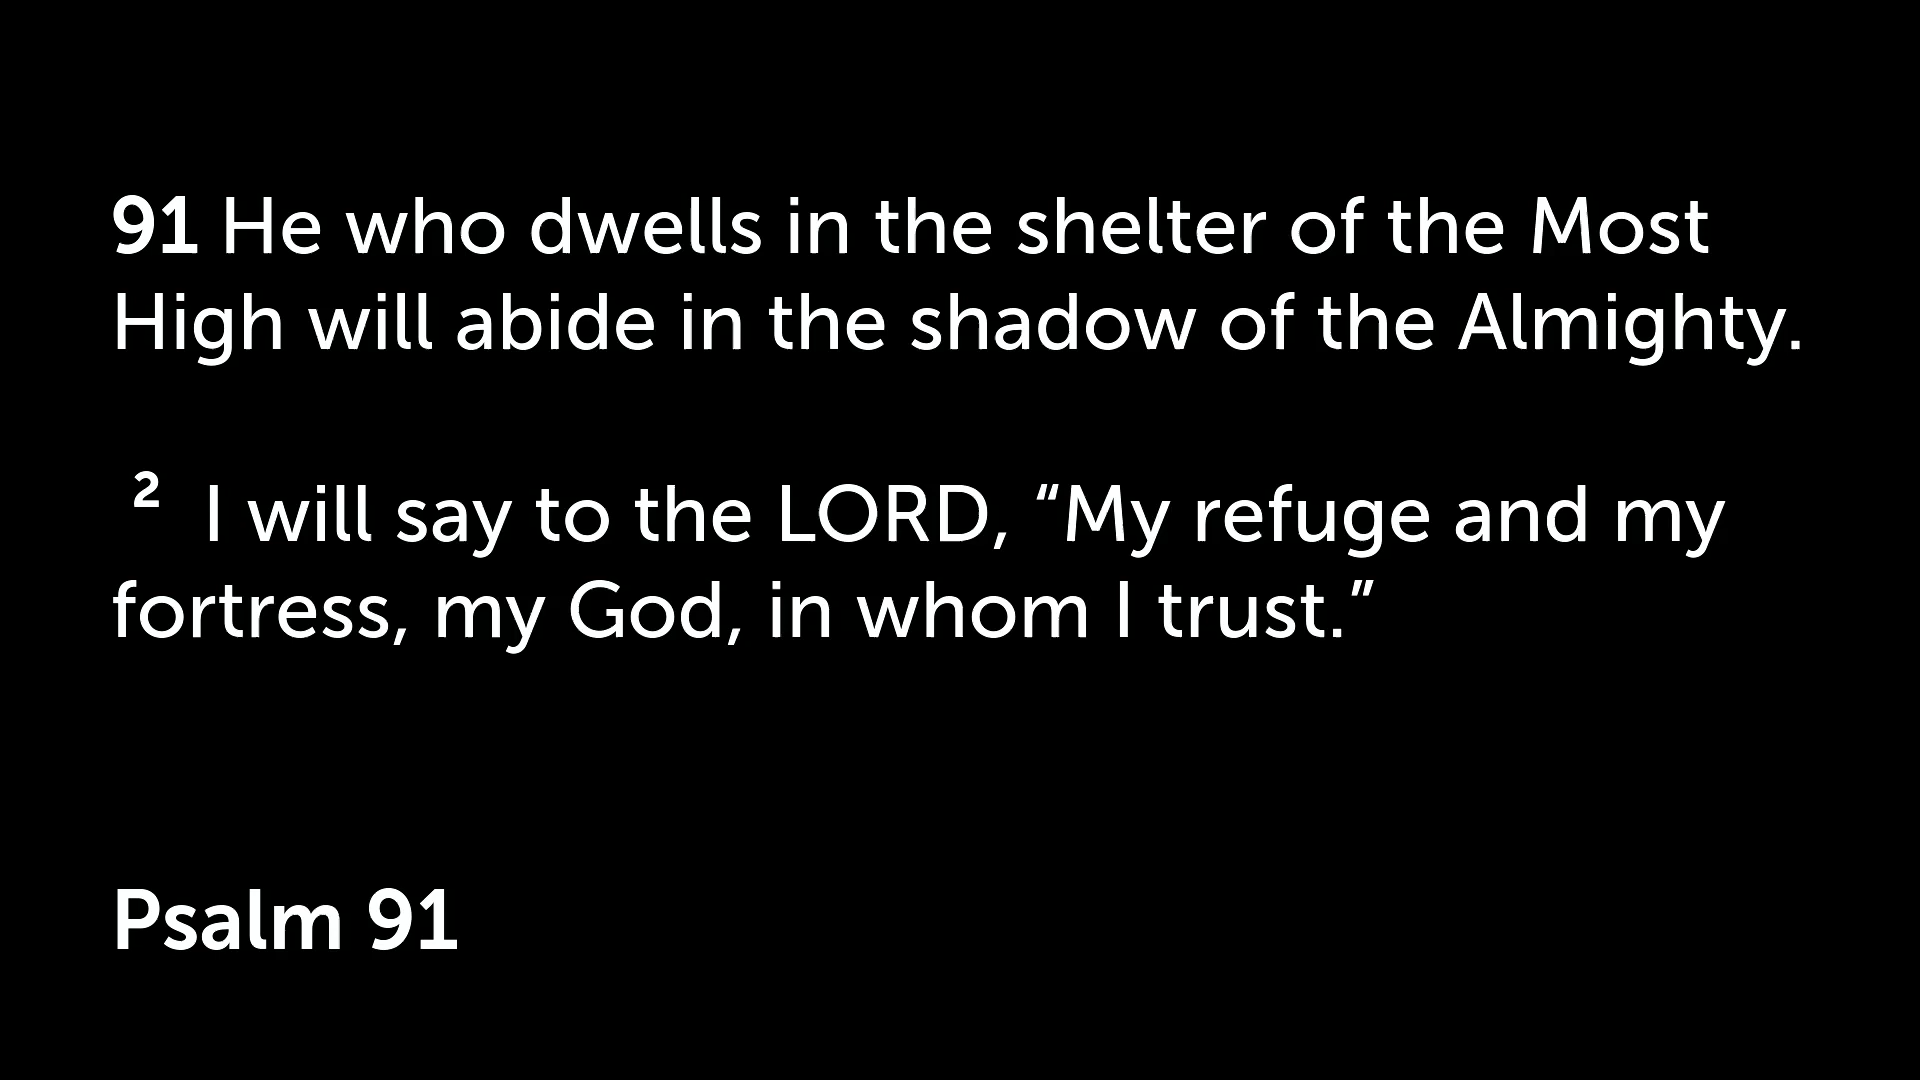 91 He who dwells in the shelter of the Most
High will abide in the shadow of the Almighty.
2 I will say to the LORD, “My refuge and my
fortress, my God, in whom I trust.”
Psalm 91